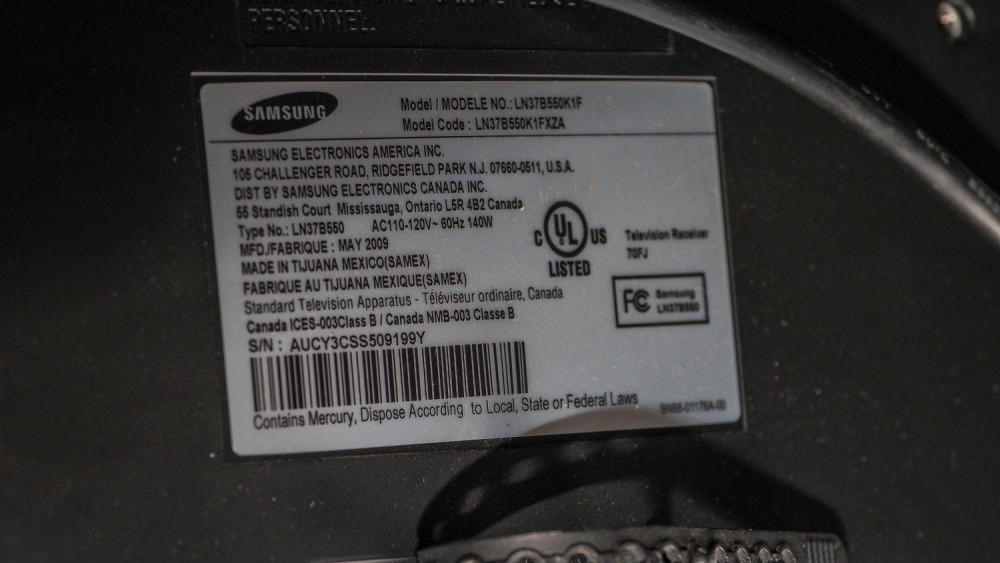 PERSONNEL.
SAMSUNG
Model / MODELE NO.: LN37B550K1F
Model Code : LN37B550K1FXZA
SAMSUNG ELECTRONICS AMERICA INC.
105 CHALLENGER ROAD, RIDGEFIELD PARK N.J. 07660-0511, U.S.A.
DIST BY SAMSUNG ELECTRONICS CANADA INC.
55 Standish Court Mississauga, Ontario L5R 4B2 Canada
Type No.: LN37B550 AC110-120V~ 60Hz 140W
MFD./FABRIQUE : MAY 2009
MADE IN TIJUANA MEXICO(SAMEX)
FABRIQUE AU TIJUANA MEXIQUE(SAMEX)
Standard Television Apparatus - Téléviseur ordinaire, Canada
Canada ICES-003Class B / Canada NMB-003 Classe B
S/N : AUCY3CSS509199Y
Contains Mercury, Dispose According to Local, State or Federal Laws
C UL US
LISTED
Television Receiver
70FJ
FC Samsung
LN37B550
BN68-01176A-00